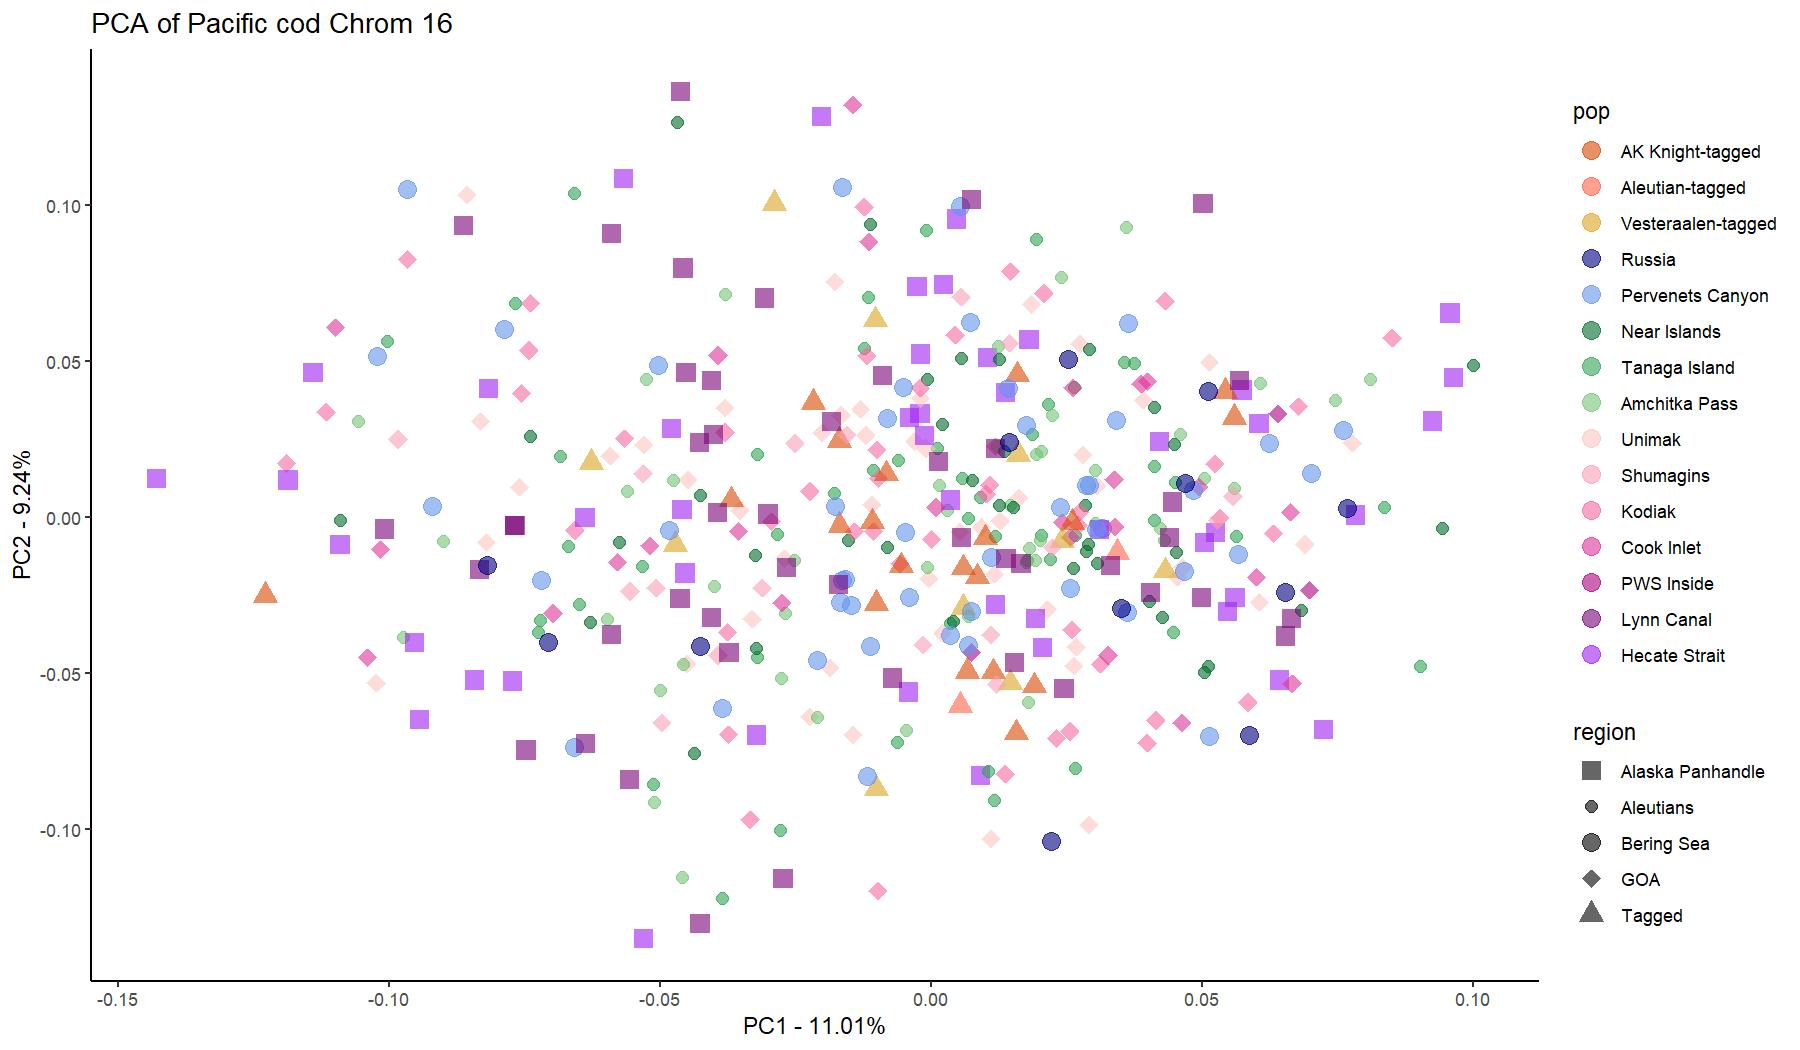 PCA of Pacific cod Chrom 16
PC2 - 9.24%
0.10
0.05
0.00
-0.05
-0.10
-0.15
-0.10
-0.05
0.00
0.05
0.10
PC1 - 11.01%
pop
AK Knight-tagged
Aleutian-tagged
Vesteraalen-tagged
Russia
Pervenets Canyon
Near Islands
Tanaga Island
Amchitka Pass
Unimak
Shumagins
Kodiak
Cook Inlet
PWS Inside
Lynn Canal
Hecate Strait
region
Alaska Panhandle
Aleutians
Bering Sea
GOA
Tagged